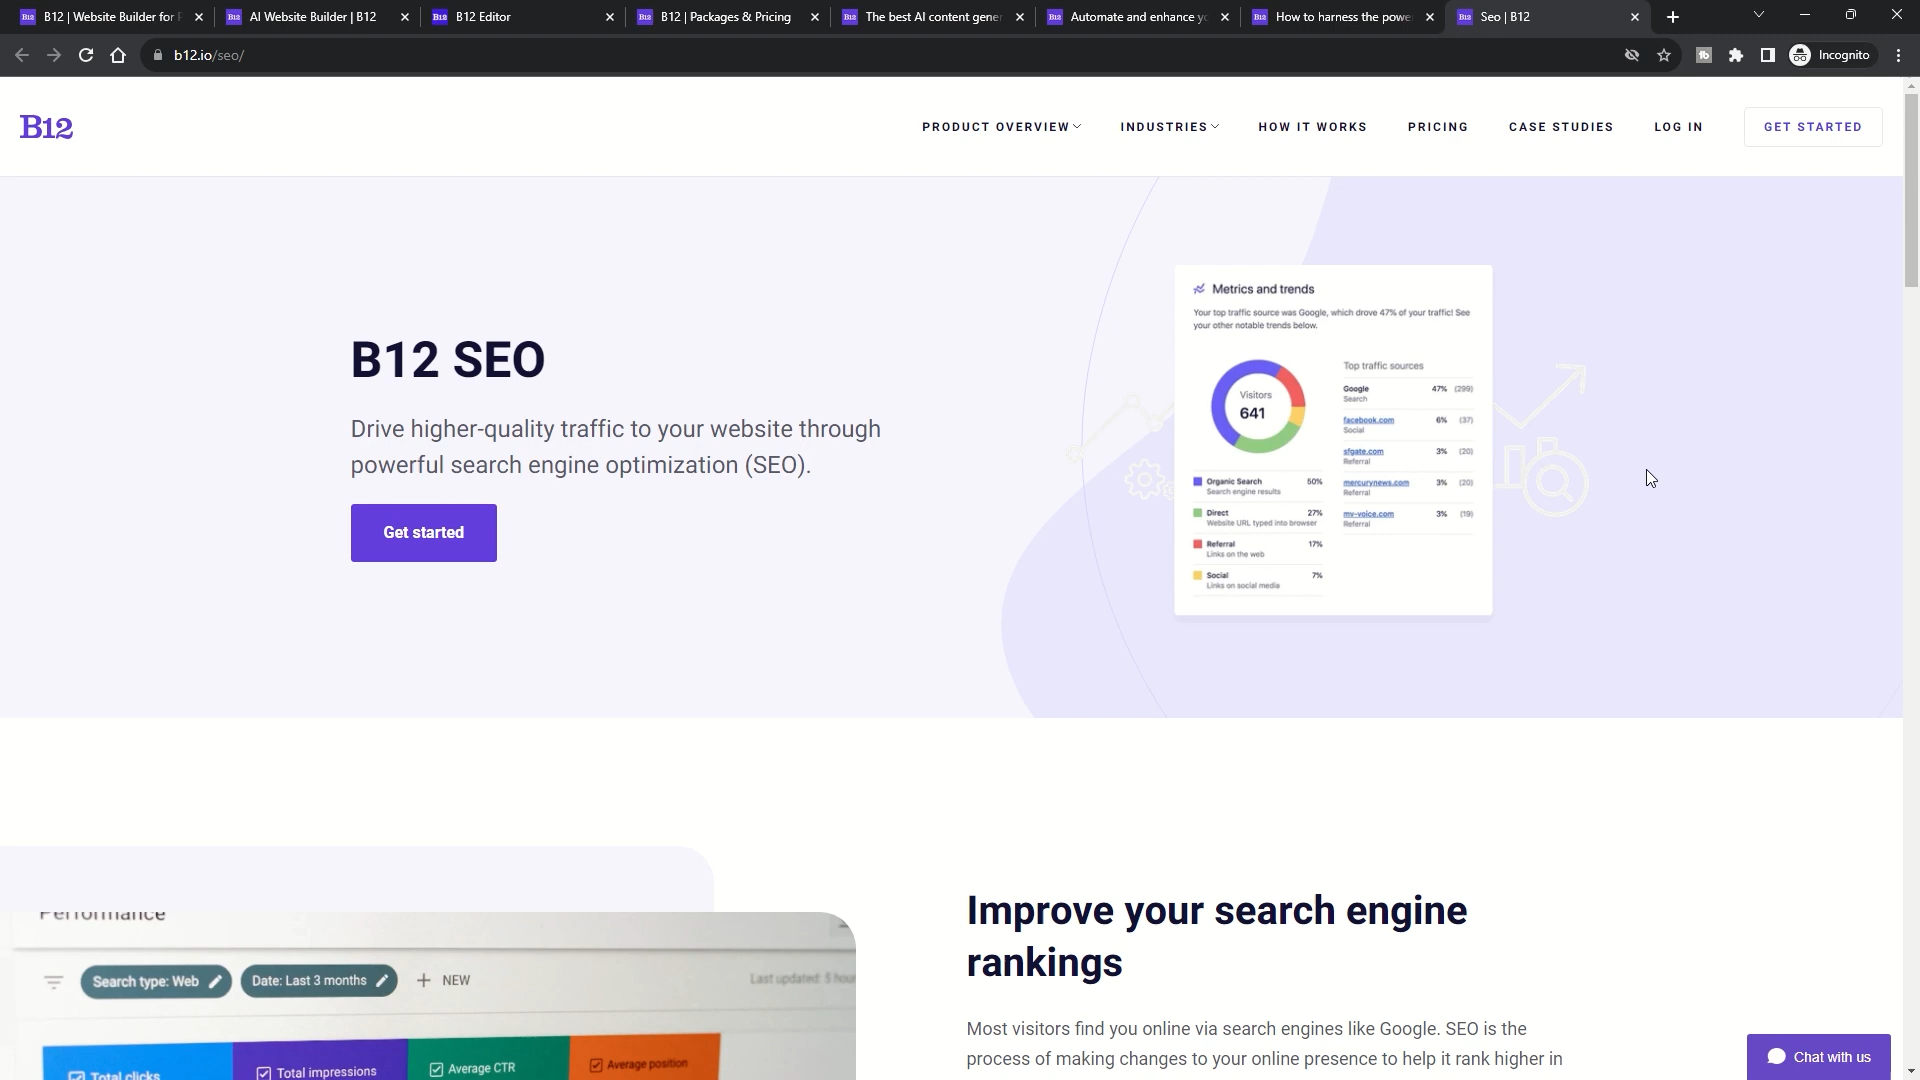 B12 | Website Builder for
AI Website Builder | B12
B12 Editor
B12 | Packages & Pricing
The best AI content gener
Automate and enhance yo
How to harness the powe
Seo | B12
b12.io/seo/
Incognito
B12
PRODUCT OVERVIEW
INDUSTRIES
HOW IT WORKS
PRICING
CASE STUDIES
LOG IN
GET STARTED
B12 SEO
Drive higher-quality traffic to your website through
powerful search engine optimization (SEO).
Get started
Metrics and trends
Your top traffic source was Google, which drove 47% of your traffic! See
your other notable trends below.
Visitors
641
Organic Search 50%
Search engine results
Direct 27%
Website URL typed into browser
Referral 17%
Links on the web
Social 7%
Links on social media
Top traffic sources
Google 47% (299)
Search
facebook.com 6% (37)
Social
sfgate.com 3% (20)
Referral
mercurynews.com 3% (20)
Referral
mv-voice.com 3% (19)
Referral
Performance
Search type: Web
Date: Last 3 months
+ NEW
Last updated: 5 hour
Total clicks
Total impressions
Average CTR
Average position
Improve your search engine
rankings
Most visitors find you online via search engines like Google. SEO is the
process of making changes to your online presence to help it rank higher in
Chat with us